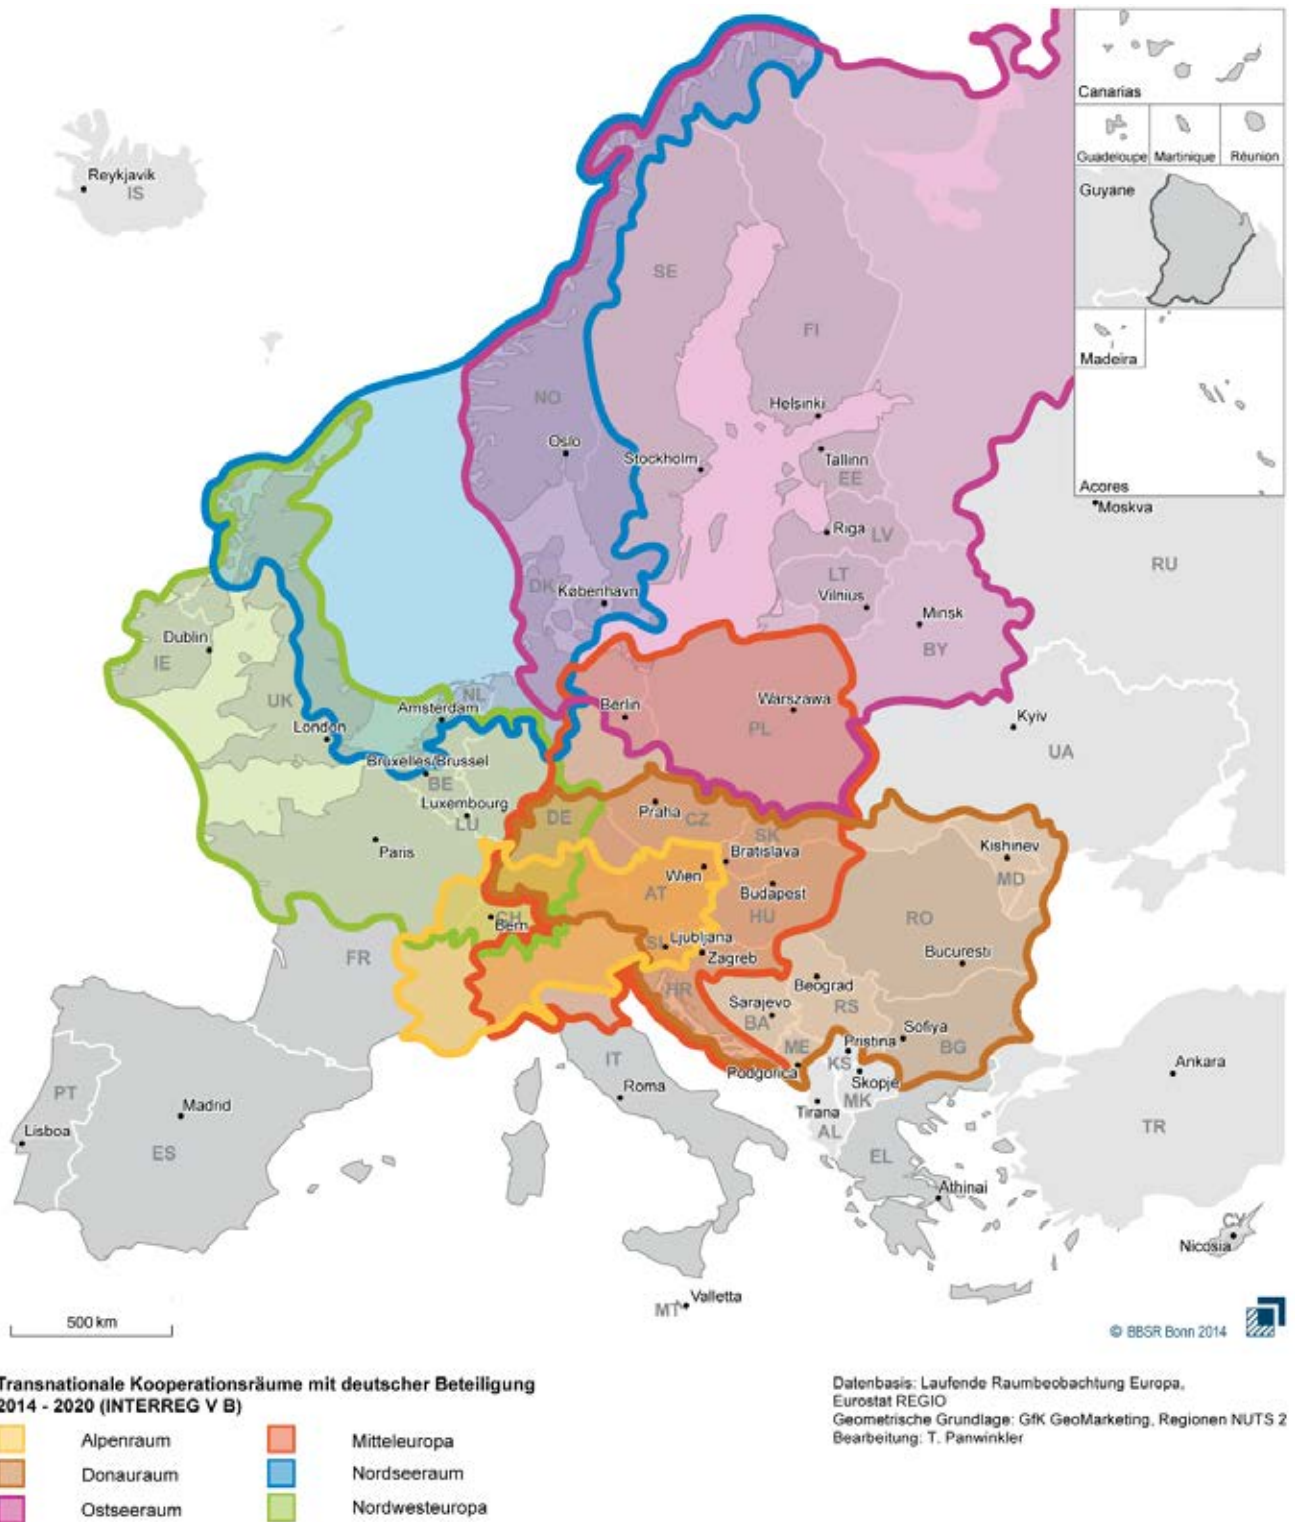 Canarias
Guadeloupe Martinique Réunion
Guyane
Madeira
Acores
Moskva
Reykjavik
IS
SE
FI
NO
Helsinki
Oslo
Stockholm
Tallinn
EE
Riga
LV
RU
LT
DK
København
Vilnius
Minsk
BY
Dublin
IE
UK
NL
Amsterdam
Berlin
Warszawa
PL
London
Kyiv
UA
Bruxelles/Brussel
BE
Luxembourg
LU
DE
Praha
CZ
SK
Paris
Bratislava
Kishinev
MD
Wien
AT
Budapest
HU
CH
Bern
RO
SI
Ljubljana
Zagreb
Bucuresti
FR
HR
Beograd
Sarajevo
RS
BA
Sofiya
Pristina
ME
KS
BG
Podgorica
Skopje
MK
IT
Roma
Tirana
AL
Ankara
TR
PT
Madrid
Lisboa
ES
EL
Athinai
CY
Nicosia
MT
Valletta
500 km
© BBSR Bonn 2014
Transnationale Kooperationsräume mit deutscher Beteiligung
2014 - 2020 (INTERREG V B)
Alpenraum
Donauraum
Ostseeraum
Mitteleuropa
Nordseeraum
Nordwesteuropa
Datenbasis: Laufende Raumbeobachtung Europa,
Eurostat REGIO
Geometrische Grundlage: GfK GeoMarketing, Regionen NUTS 2
Bearbeitung: T. Panwinkler